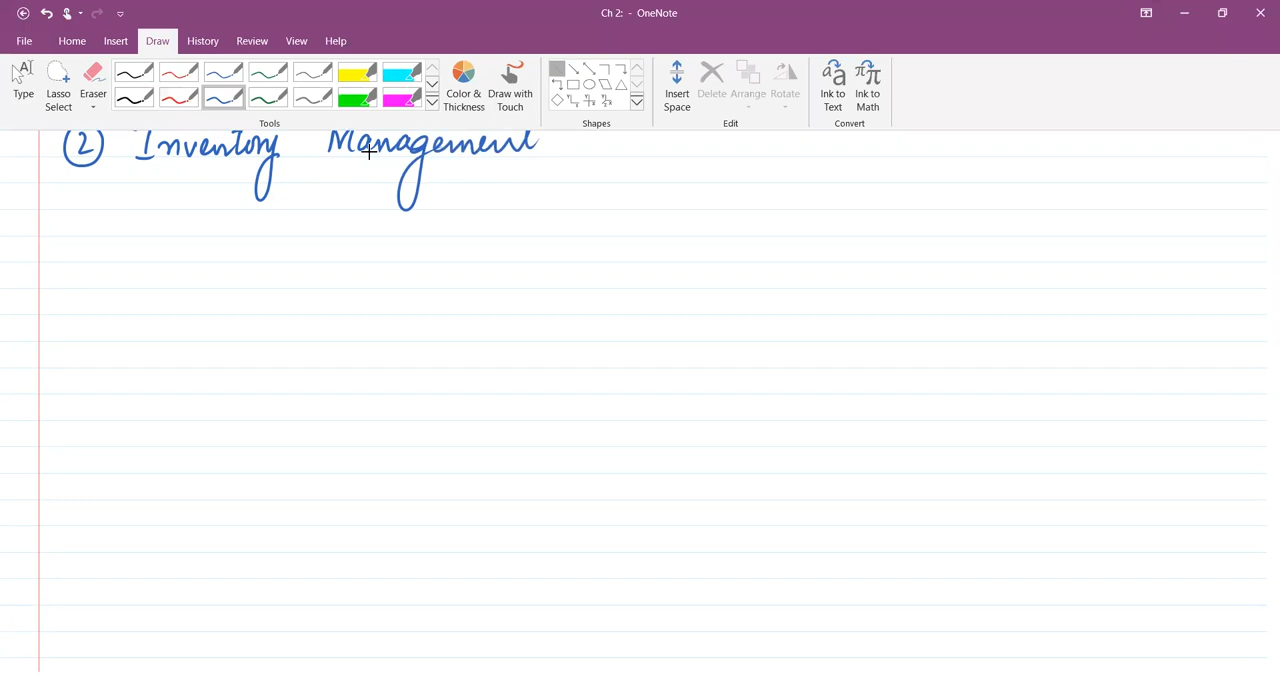 Ch 2: - OneNote
File Home Insert Draw History Review View Help
Type Lasso Select Eraser Color & Thickness Draw with Touch Insert Space Delete Arrange Rotate Ink to Text Ink to Math
Tools Shapes Edit Convert
(2) Inventory Management